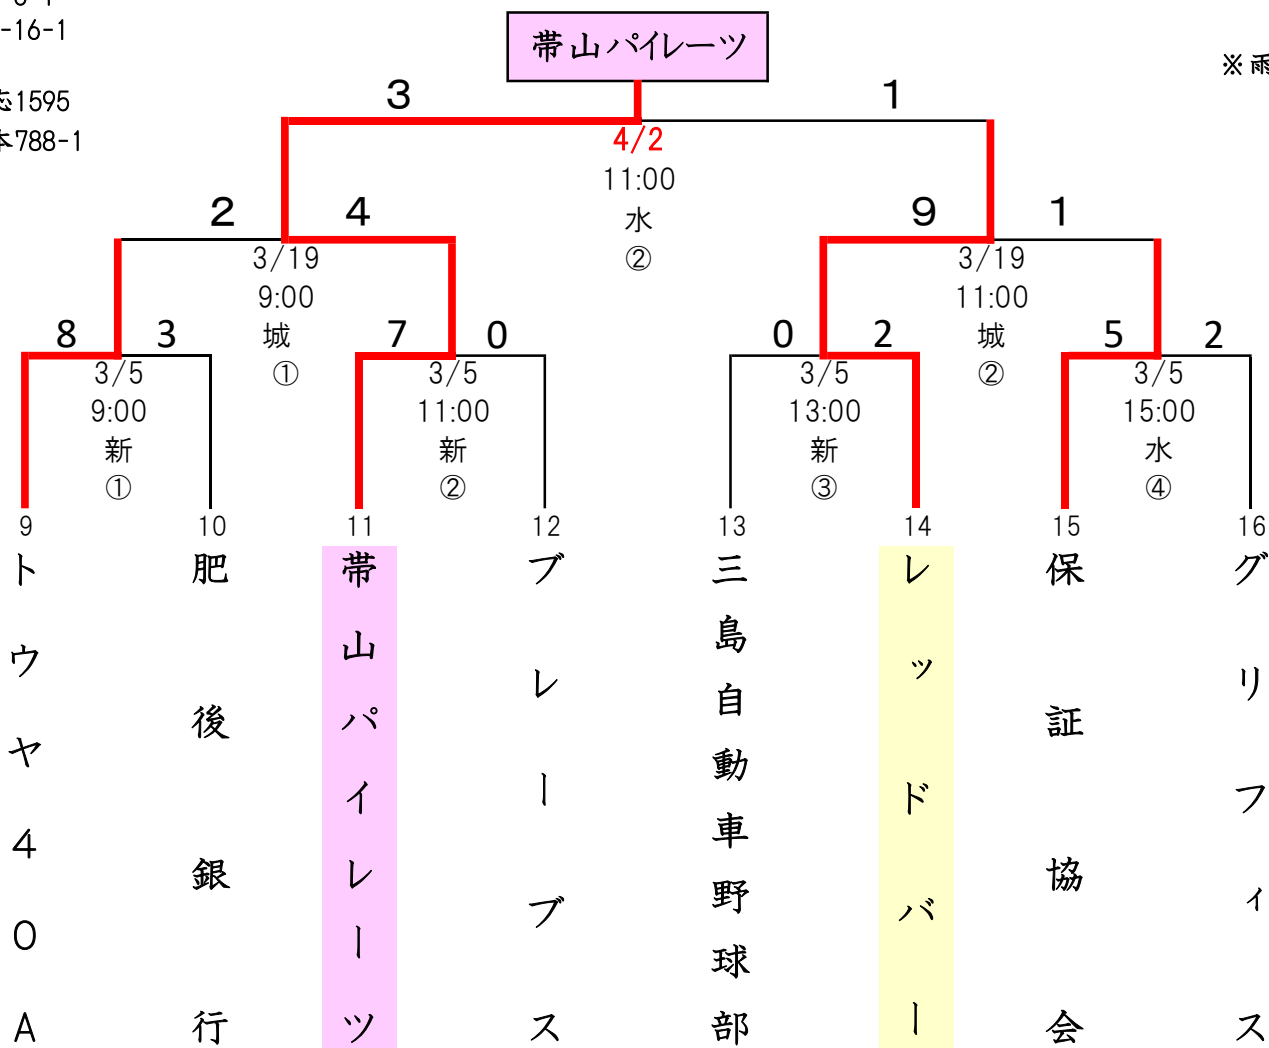 -16-1
帯山パイレーツ
※雨
1595
本788-1
3
1
4/2
11:00
水
②
2
4
9
1
3/19
9:00
城
①
3/19
11:00
城
②
8
3
7
0
0
2
5
2
3/5
9:00
新
①
3/5
11:00
新
②
3/5
13:00
新
③
3/5
15:00
水
④
9
10
11
12
13
14
15
16
トウヤ40A
肥後銀行
帯山パイレーツ
ブレーブス
三島自動車野球部
レッドバー
保証協会
グリフィス